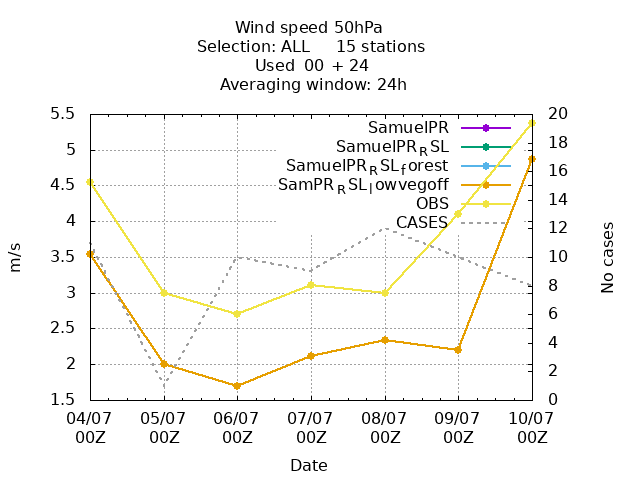 Wind speed 50hPa
Selection: ALL 15 stations
Used 00 + 24
Averaging window: 24h
5.5 20
5 18
4.5 16
4 14
3.5 12
3 10
2.5 8
2 6
1.5 4
2
0
SamuelPR
SamuelPR_RSL
SamuelPR_RSL_forest
SamPR_RSL_lowvegoff
OBS
CASES
m/s
No cases
04/07 05/07 06/07 07/07 08/07 09/07 10/07
00Z 00Z 00Z 00Z 00Z 00Z 00Z
Date